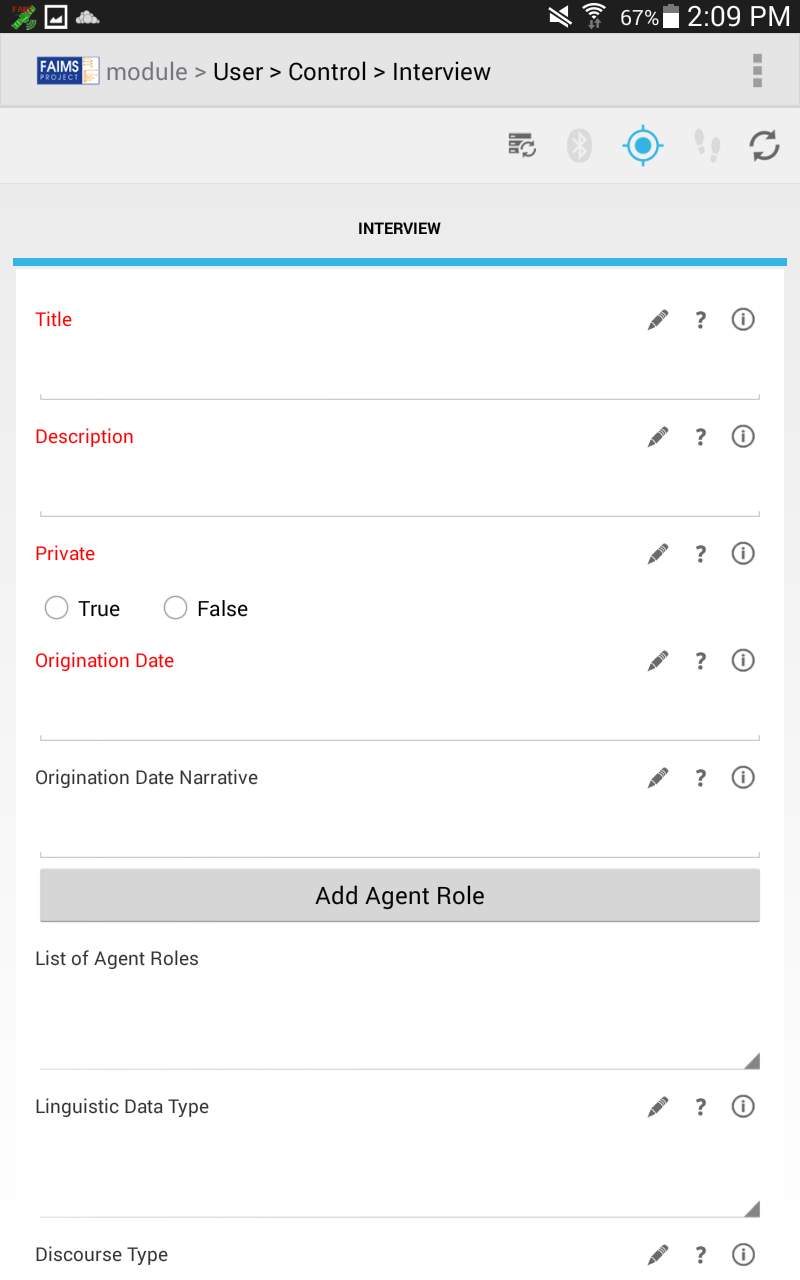 FAIMS
67% 2:09 PM
FAIMS
PROJECT
module > User > Control > Interview
INTERVIEW
Title ?
Description ?
Private ?
True False
Origination Date ?
Origination Date Narrative ?
Add Agent Role
List of Agent Roles
Linguistic Data Type ?
Discourse Type ?